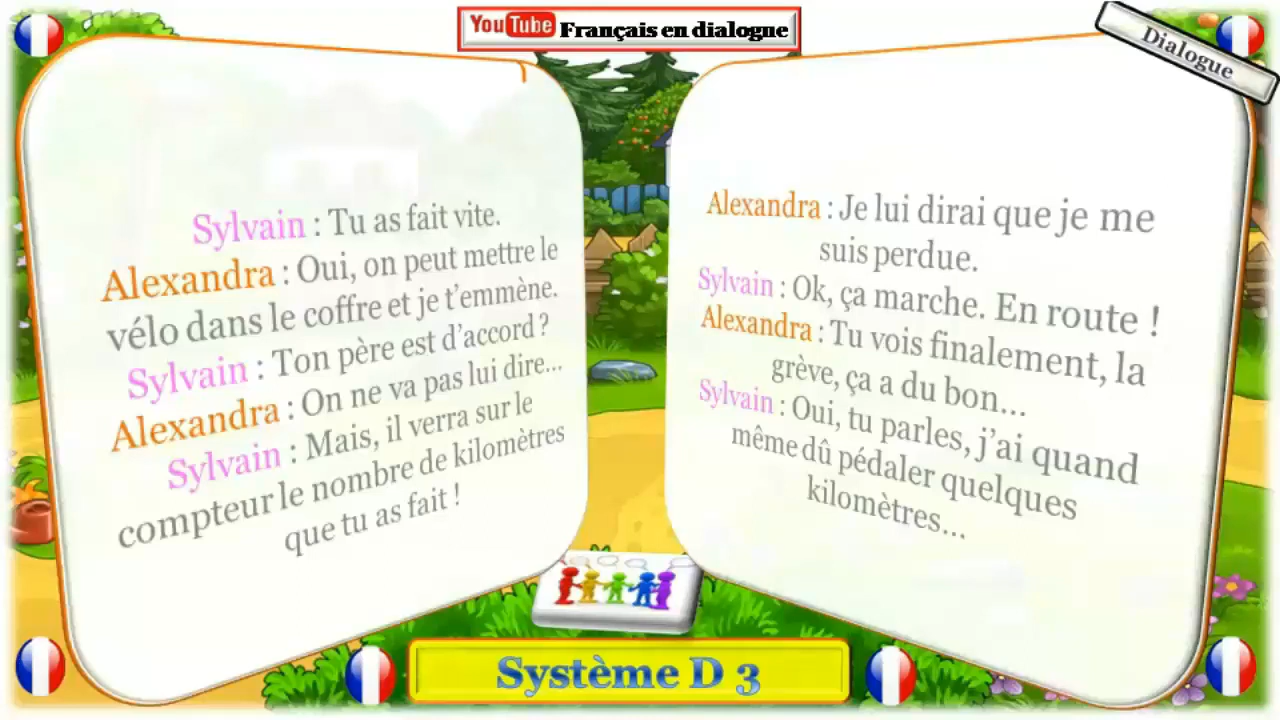 YouTube Français en dialogue
Dialogue
Sylvain : Tu as fait vite.
Alexandra : Oui, on peut mettre le
vélo dans le coffre et je t’emmène.
Sylvain : Ton père est d’accord ?
Alexandra : On ne va pas lui dire...
Sylvain : Mais, il verra sur le
compteur le nombre de kilomètres
que tu as fait !
Alexandra : Je lui dirai que je me
suis perdue.
Sylvain : Ok, ça marche. En route !
Alexandra : Tu vois finalement, la
grève, ça a du bon...
Sylvain : Oui, tu parles, j’ai quand
même dû pédaler quelques
kilomètres...
Système D 3